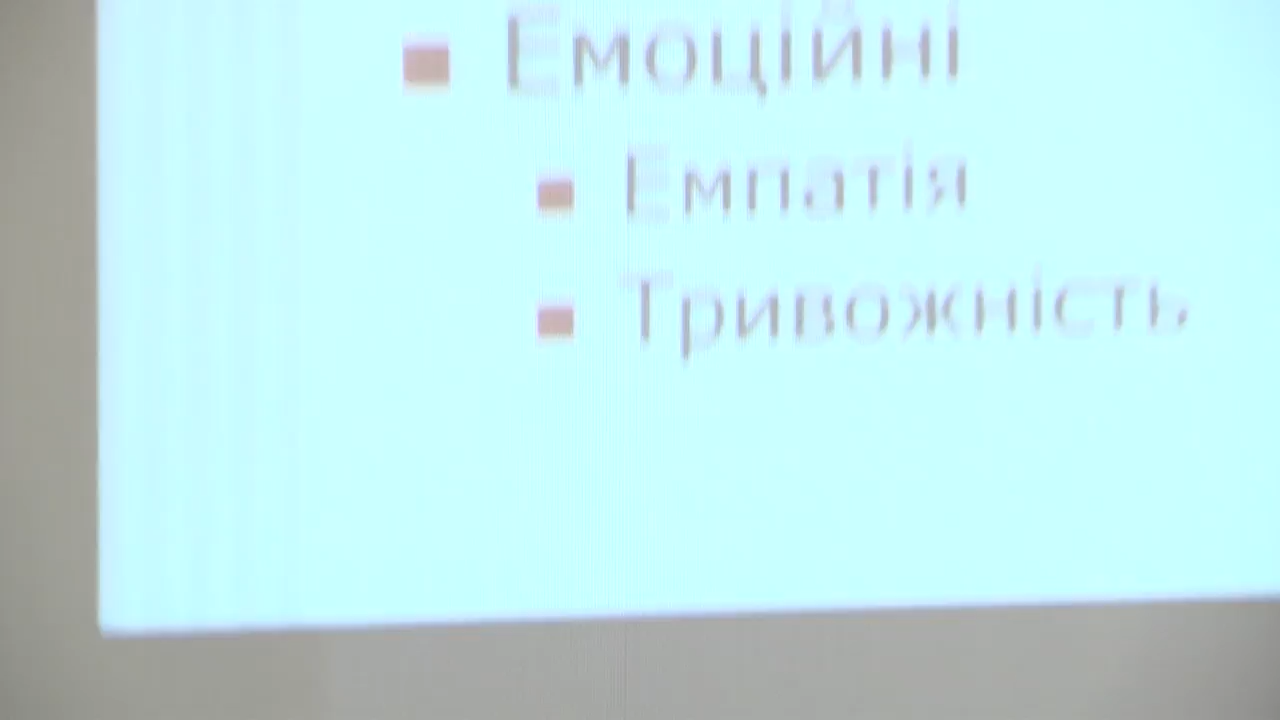 Емоційні
Емпатія
Тривожність